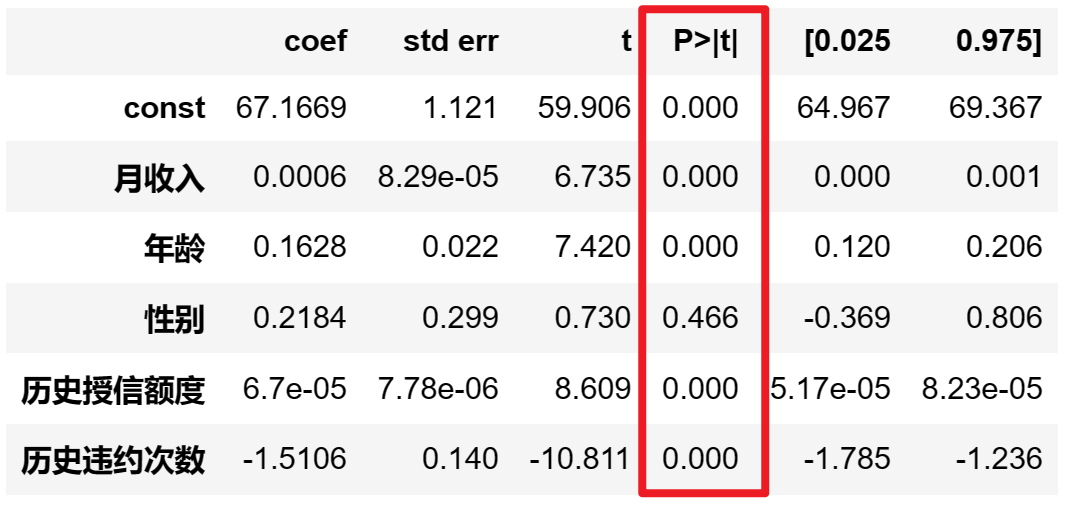 coef std err t P>|t| [0.025 0.975]
const 67.1669 1.121 59.906 0.000 64.967 69.367
月收入 0.0006 8.29e-05 6.735 0.000 0.000 0.001
年龄 0.1628 0.022 7.420 0.000 0.120 0.206
性别 0.2184 0.299 0.730 0.466 -0.369 0.806
历史授信额度 6.7e-05 7.78e-06 8.609 0.000 5.17e-05 8.23e-05
历史违约次数 -1.5106 0.140 -10.811 0.000 -1.785 -1.236